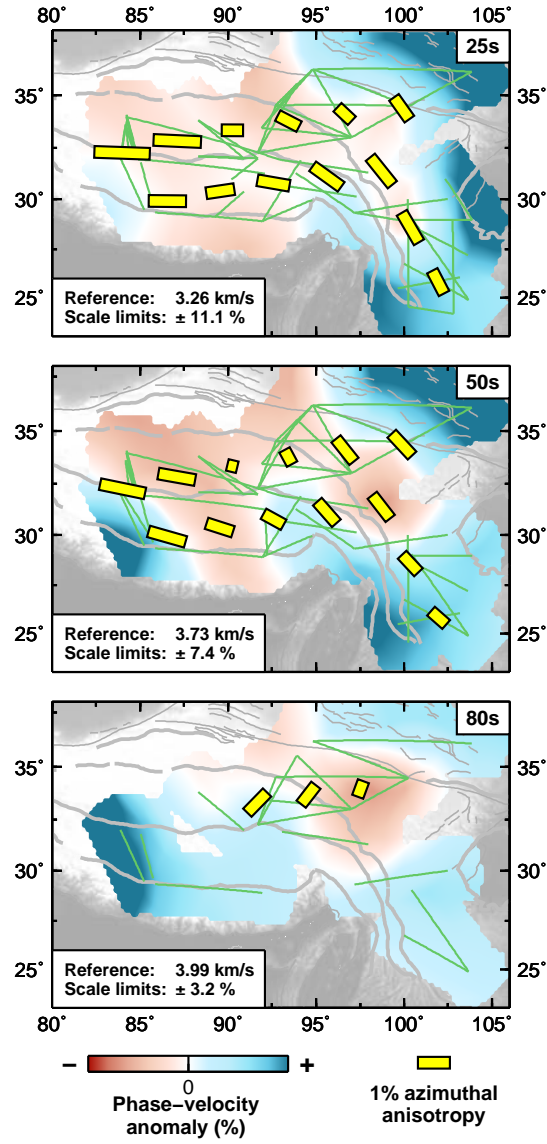 80° 85° 90° 95° 100° 105°
25s
35° 35°
30° 30°
25° 25°
Reference: 3.26 km/s
Scale limits: ± 11.1 %
50s
35° 35°
30° 30°
25° 25°
Reference: 3.73 km/s
Scale limits: ± 7.4 %
80s
35° 35°
30° 30°
25° 25°
Reference: 3.99 km/s
Scale limits: ± 3.2 %
80° 85° 90° 95° 100° 105°
− +
0
Phase−velocity
anomaly (%)
1% azimuthal
anisotropy